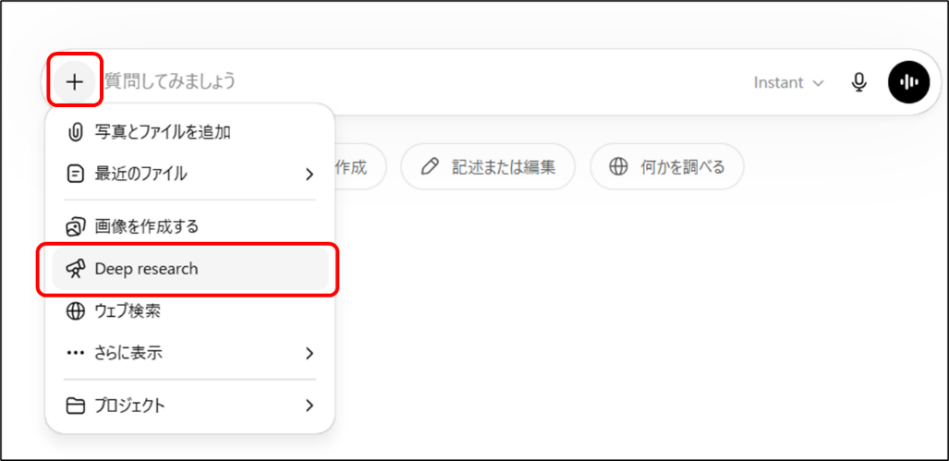 質問してみましょう
Instant
写真とファイルを追加
最近のファイル
作成
記述または編集
何かを調べる
画像を作成する
Deep research
ウェブ検索
さらに表示
プロジェクト